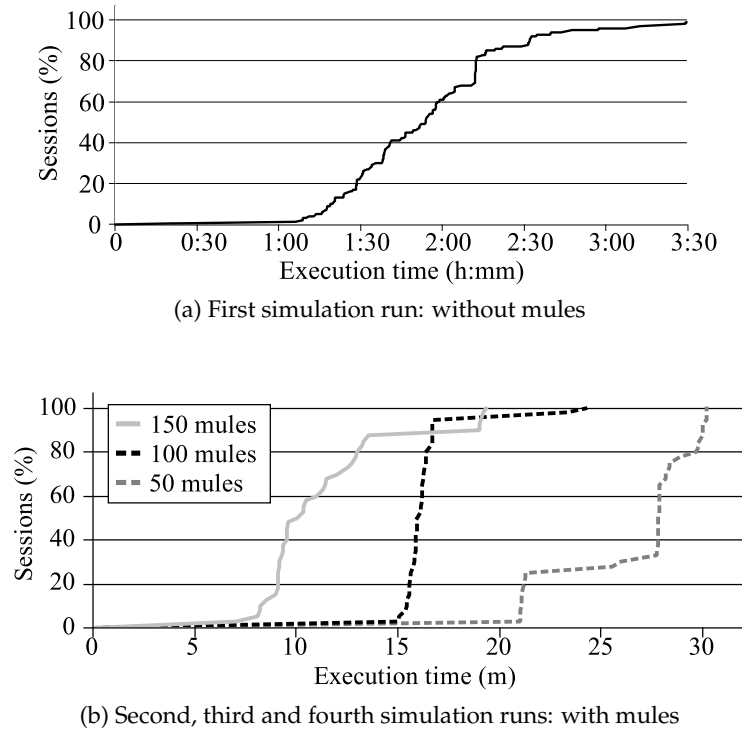 100
80
60
40
20
0
Sessions (%)
0 0:30 1:00 1:30 2:00 2:30 3:00 3:30
Execution time (h:mm)
(a) First simulation run: without mules
100
80
60
40
20
0
Sessions (%)
150 mules
100 mules
50 mules
0 5 10 15 20 25 30
Execution time (m)
(b) Second, third and fourth simulation runs: with mules